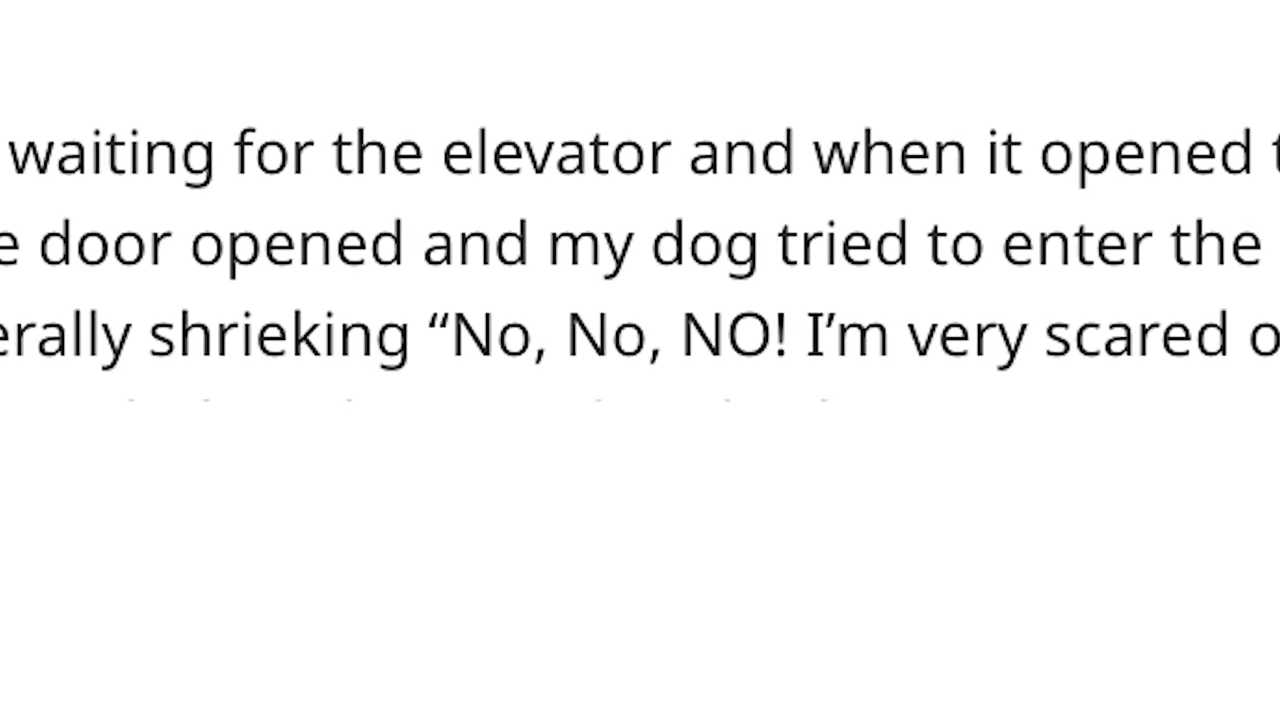 waiting for the elevator and when it opened
door opened and my dog tried to enter the
shrieking “No, No, NO! I’m very scared